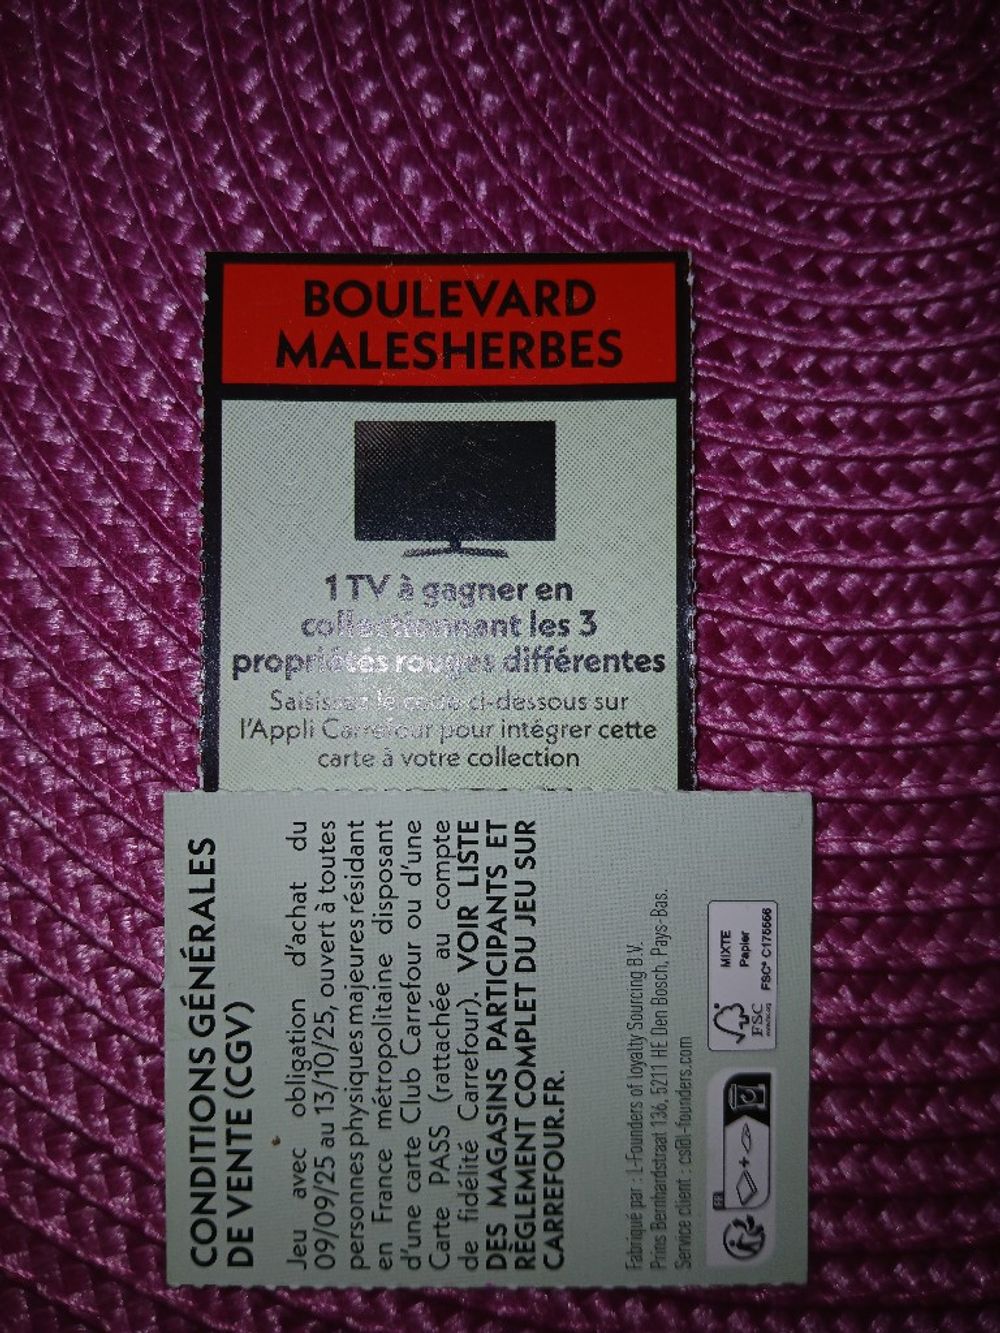 BOULEVARD
MALESHERBES
1 TV à gagner en
collectionnant les 3
propriétés rouges différentes
Saisissez le code ci-dessous sur
l'Appli Carrefour pour intégrer cette
carte à votre collection
CONDITIONS GÉNÉRALES
DE VENTE (CGV)
Jeu avec obligation d'achat du
09/09/25 au 13/10/25, ouvert à toutes
personnes physiques majeures résidant
en France métropolitaine disposant
d'une carte Club Carrefour ou d'une
Carte PASS (rattachée au compte
de fidélité Carrefour). VOIR LISTE
DES MAGASINS PARTICIPANTS ET
RÈGLEMENT COMPLET DU JEU SUR
CARREFOUR.FR.
Fabriqué par : L-Founders of loyalty Sourcing B.V.
Prins Bernhardstraat 136, 5211 HE Den Bosch, Pays-Bas.
Service client : cs@l-founders.com
FR
FSC
MIXTE
Papier
FSC® C175566